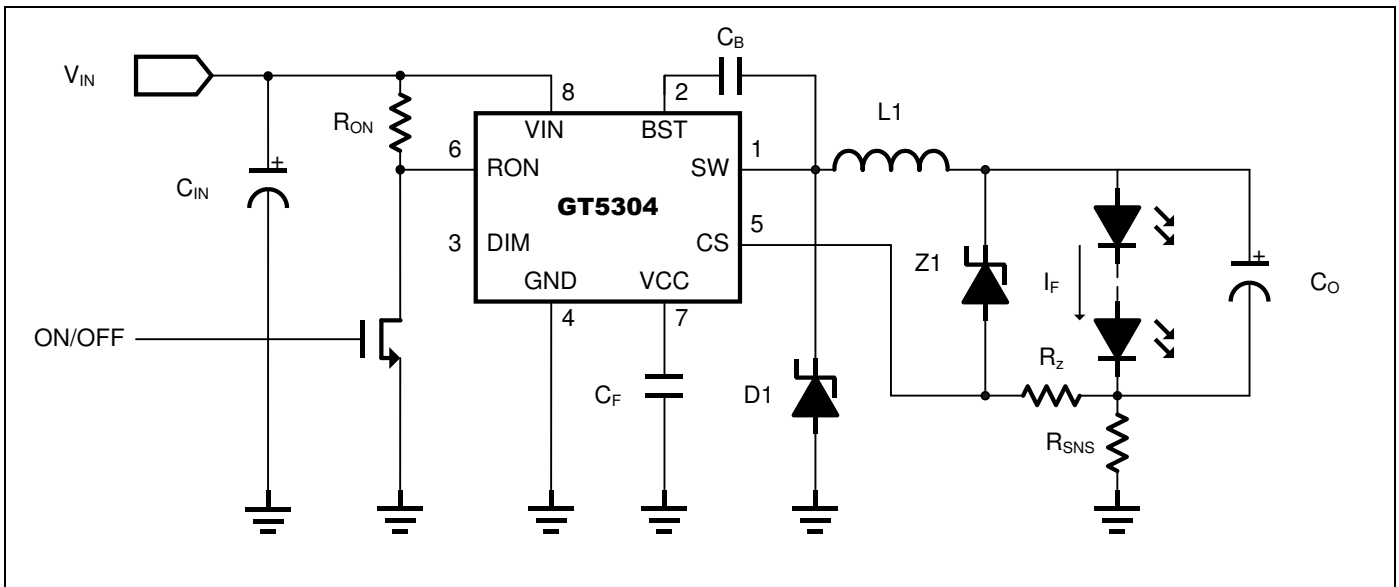 C_B
V_IN
8
2
L1
R_ON
VIN
BST
6
1
RON
SW
+
C_IN
GT5304
5
3
DIM
CS
+
Z1
I_F
C_O
GND
VCC
4
7
ON/OFF
R_z
C_F
D1
R_SNS